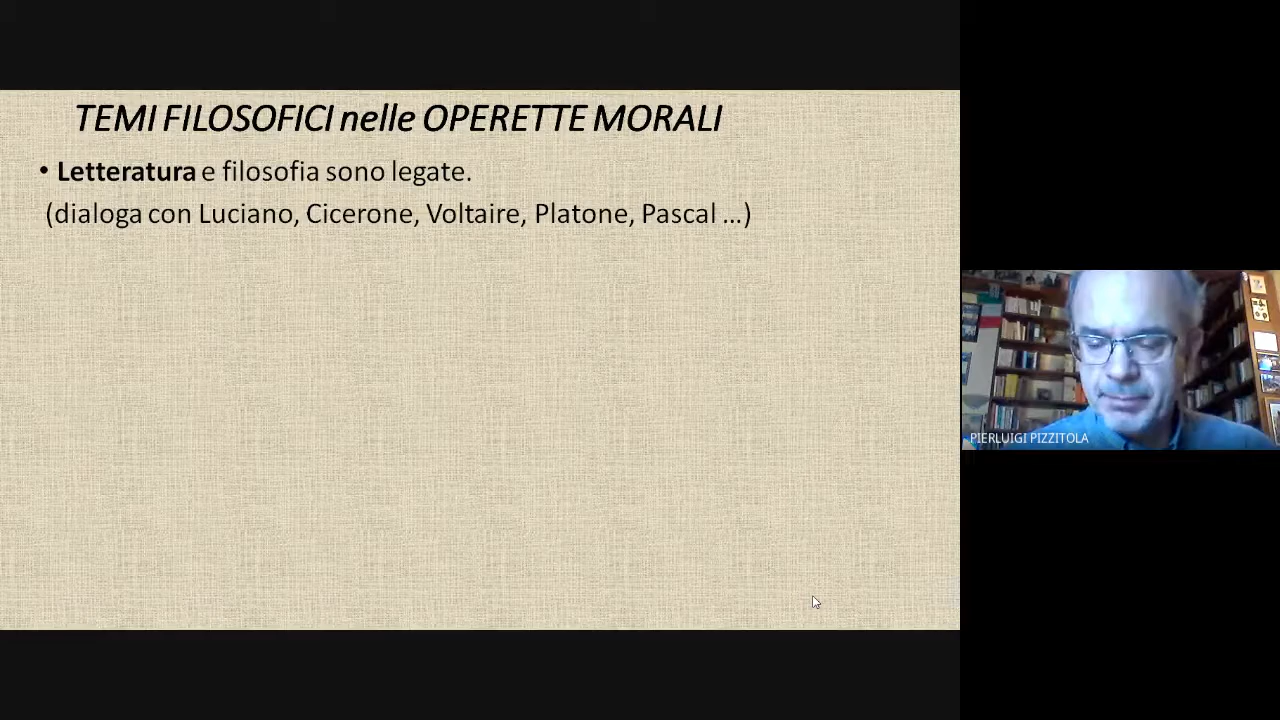 TEMI FILOSOFICI nelle OPERETTE MORALI
• Letteratura e filosofia sono legate.
(dialoga con Luciano, Cicerone, Voltaire, Platone, Pascal ...)
PIERLUIGI PIZZITOLA